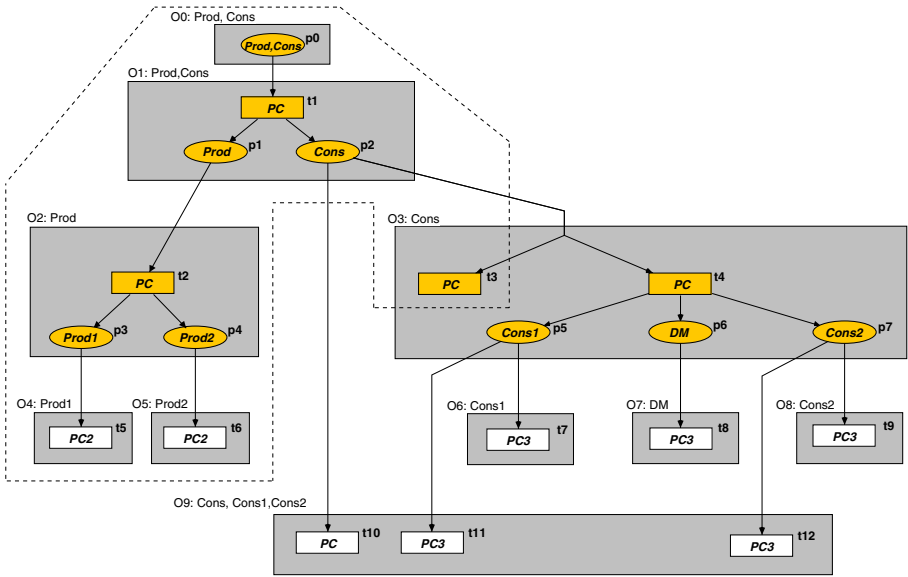 O0: Prod, Cons
Prod,Cons p0
O1: Prod,Cons
PC t1
Prod p1 Cons p2
O2: Prod
O3: Cons
PC t2
PC t3
PC t4
Prod1 p3 Prod2 p4
Cons1 p5 DM p6 Cons2 p7
O4: Prod1 O5: Prod2
O6: Cons1 O7: DM O8: Cons2
PC2 t5 PC2 t6
PC3 t7 PC3 t8 PC3 t9
O9: Cons, Cons1,Cons2
PC t10 PC3 t11 PC3 t12